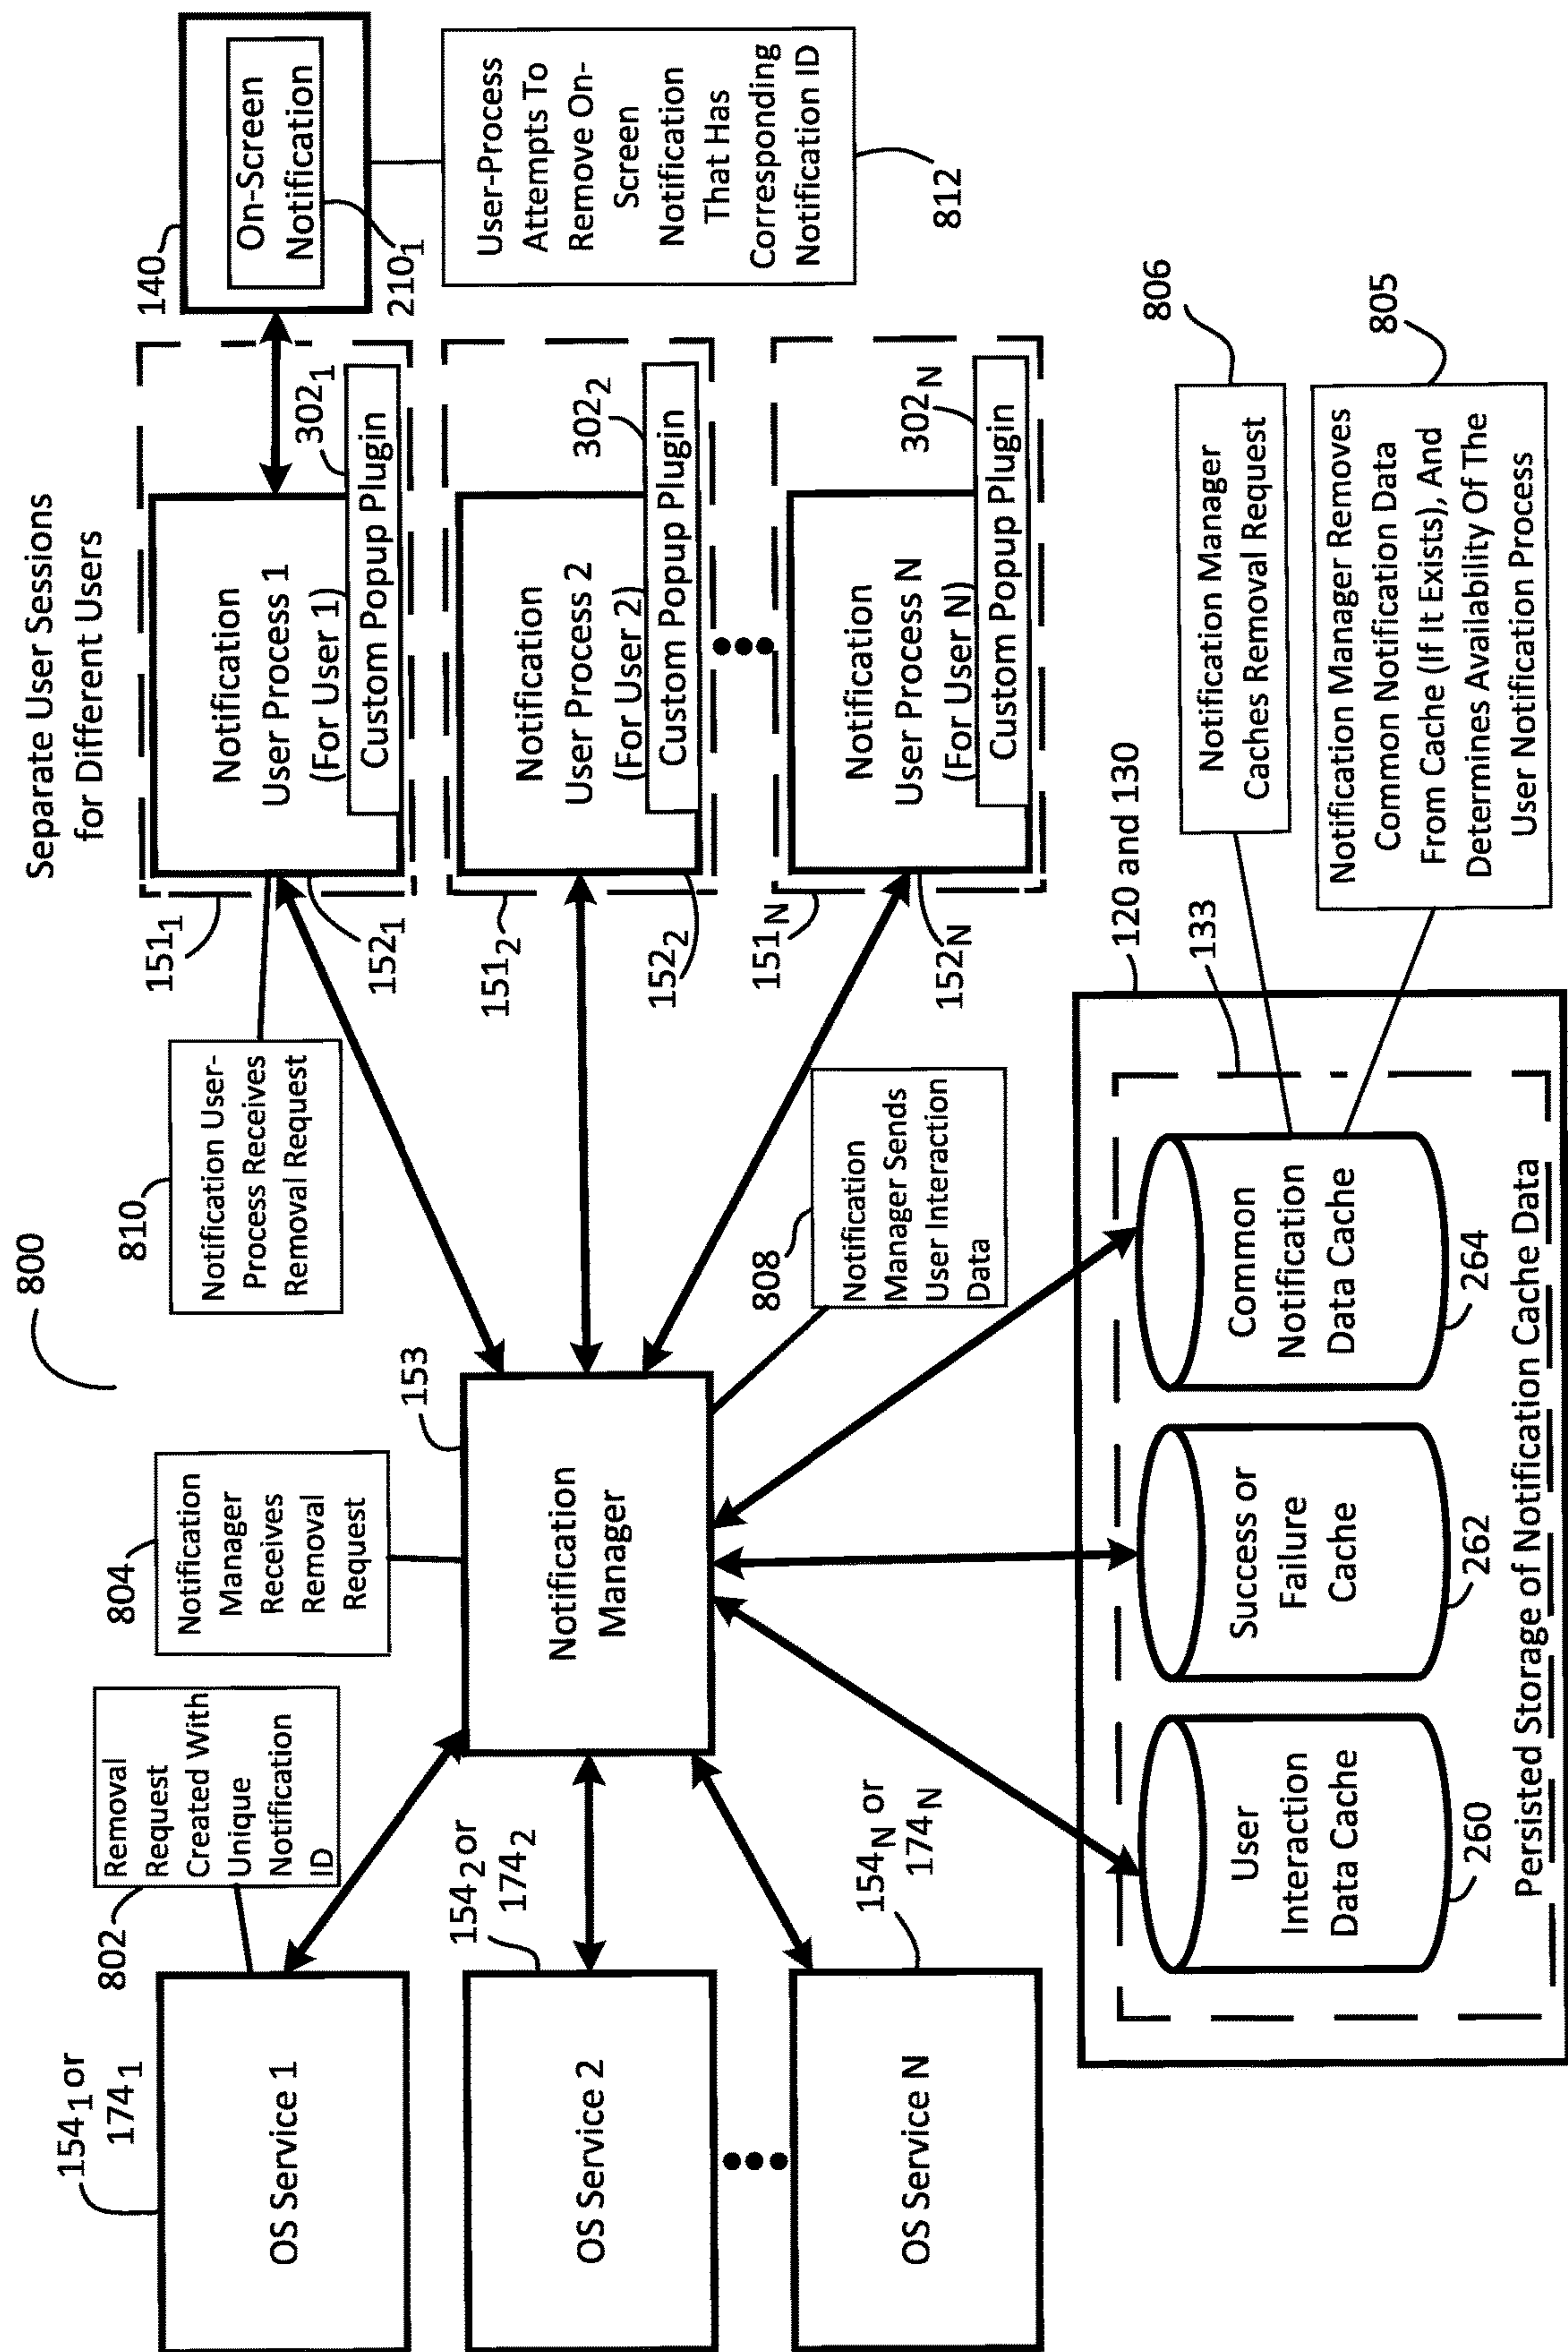 800
Separate User Sessions
for Different Users
154₁ or
174₁
OS Service 1
154₂ or
174₂
OS Service 2
154N or
174N
OS Service N
802
Removal
Request
Created With
Unique
Notification
ID
804
Notification
Manager
Receives
Removal
Request
153
Notification
Manager
808
Notification
Manager Sends
User Interaction
Data
810
Notification User-
Process Receives
Removal Request
151₁
152₁
Notification
User Process 1
(For User 1)
302₁
Custom Popup Plugin
151₂
152₂
Notification
User Process 2
(For User 2)
302₂
Custom Popup Plugin
151N
152N
Notification
User Process N
(For User N)
302N
Custom Popup Plugin
140
On-Screen
Notification
210₁
User-Process
Attempts To
Remove On-
Screen
Notification
That Has
Corresponding
Notification ID
812
120 and 130
133
User
Interaction
Data Cache
260
Success or
Failure
Cache
262
Common
Notification
Data Cache
264
Persisted Storage of Notification Cache Data
806
Notification Manager
Caches Removal Request
805
Notification Manager Removes
Common Notification Data
From Cache (If It Exists), And
Determines Availability Of The
User Notification Process